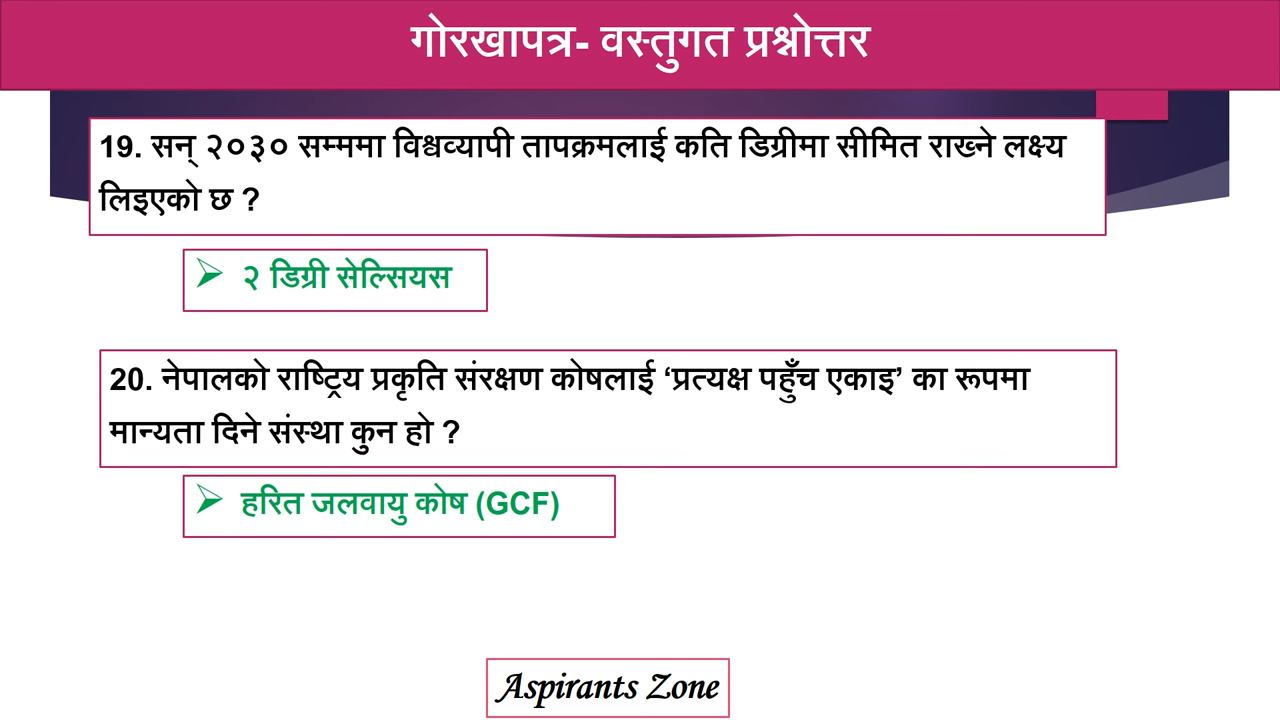 गोरखापत्र- वस्तुगत प्रश्नोत्तर
19. सन् २०३० सम्ममा विश्वव्यापी तापक्रमलाई कति डिग्रीमा सीमित राख्ने लक्ष्य
लिइएको छ ?
➢ २ डिग्री सेल्सियस
20. नेपालको राष्ट्रिय प्रकृति संरक्षण कोषलाई ‘प्रत्यक्ष पहुँच एकाइ’ का रूपमा
मान्यता दिने संस्था कुन हो ?
➢ हरित जलवायु कोष (GCF)
Aspirants Zone